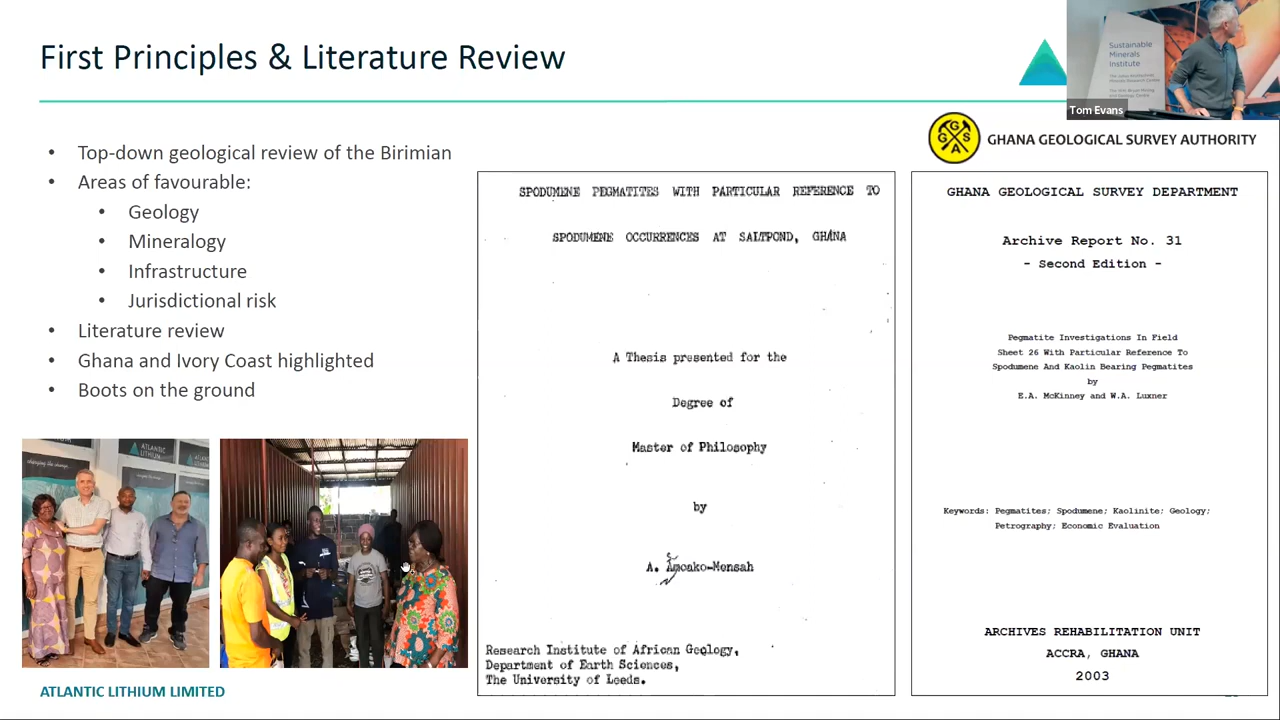 First Principles & Literature Review
Sustainable
Minerals
Institute
Tom Evans
GHANA GEOLOGICAL SURVEY AUTHORITY
• Top-down geological review of the Birimian
• Areas of favourable:
• Geology
• Mineralogy
• Infrastructure
• Jurisdictional risk
• Literature review
• Ghana and Ivory Coast highlighted
• Boots on the ground
SPODUMENE PEGMATITES WITH PARTICULAR REFERENCE TO
SPODUMENE OCCURRENCES AT SALTPOND, GHANA
A Thesis presented for the
Degree of
Master of Philosophy
by
A. Amoako-Mensah
Research Institute of African Geology,
Department of Earth Sciences,
The University of Leeds.
GHANA GEOLOGICAL SURVEY DEPARTMENT
Archive Report No. 31
- Second Edition -
Pegmatite Investigations In Field
Sheet 26 With Particular Reference To
Spodumene And Kaolin Bearing Pegmatites
by
E.A. McKinney and W.A. Luxner
Keywords: Pegmatites; Spodumene; Kaolinite; Geology;
Petrography; Economic Evaluation
ARCHIVES REHABILITATION UNIT
ACCRA, GHANA
2003
ATLANTIC
LITHIUM
ATLANTIC LITHIUM LIMITED